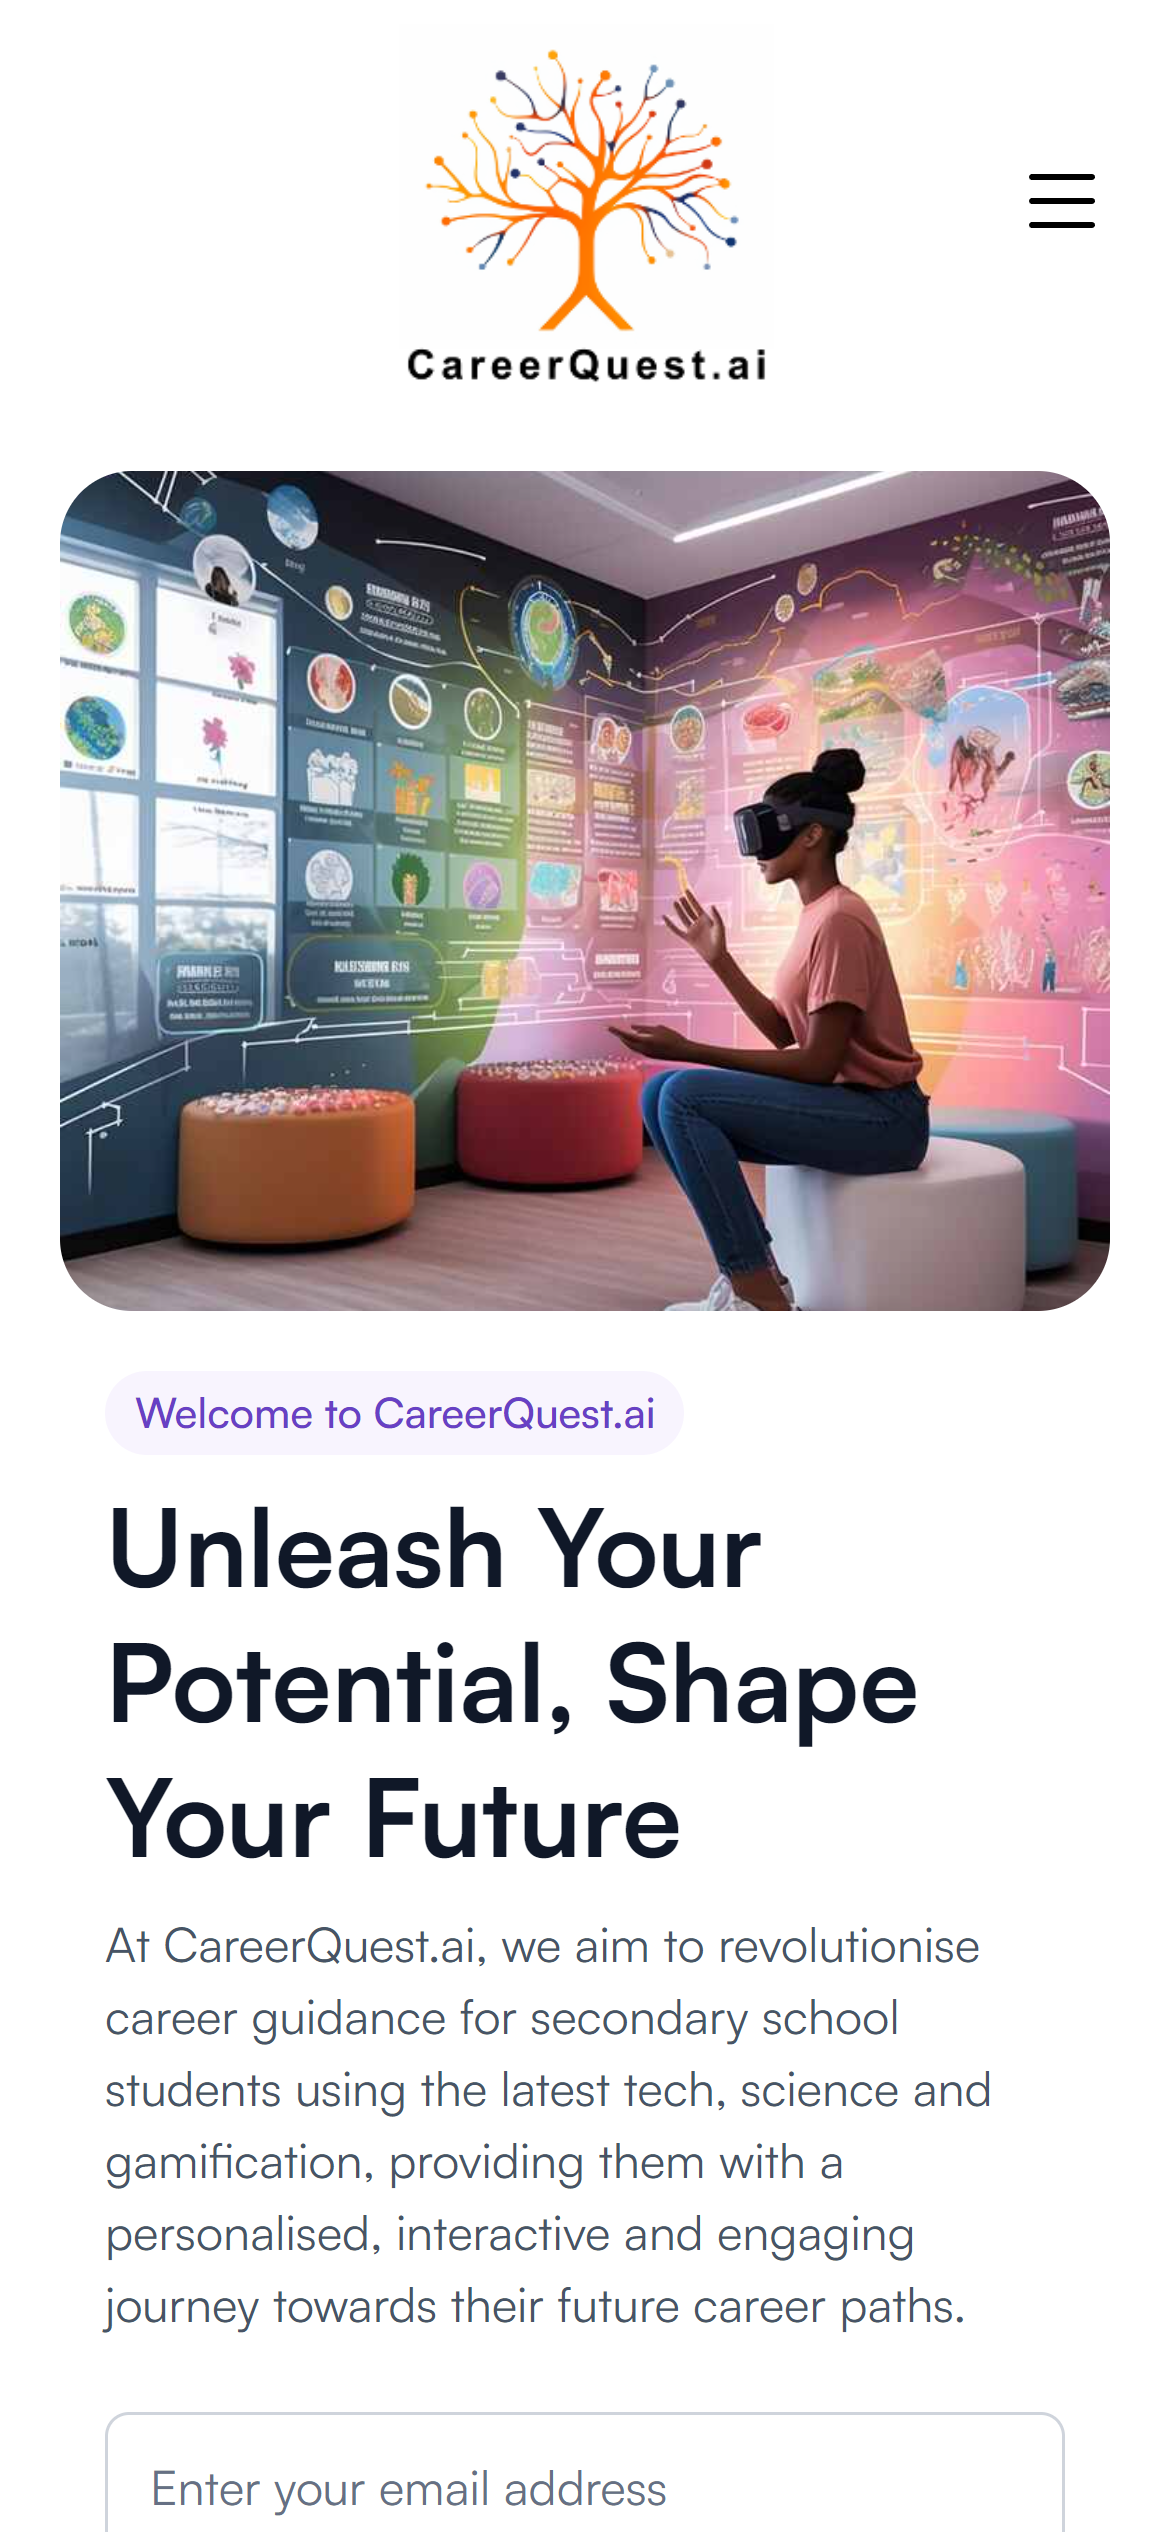 CareerQuest.ai
Welcome to CareerQuest.ai
Unleash Your
Potential, Shape
Your Future
At CareerQuest.ai, we aim to revolutionise
career guidance for secondary school
students using the latest tech, science and
gamification, providing them with a
personalised, interactive and engaging
journey towards their future career paths.
Enter your email address